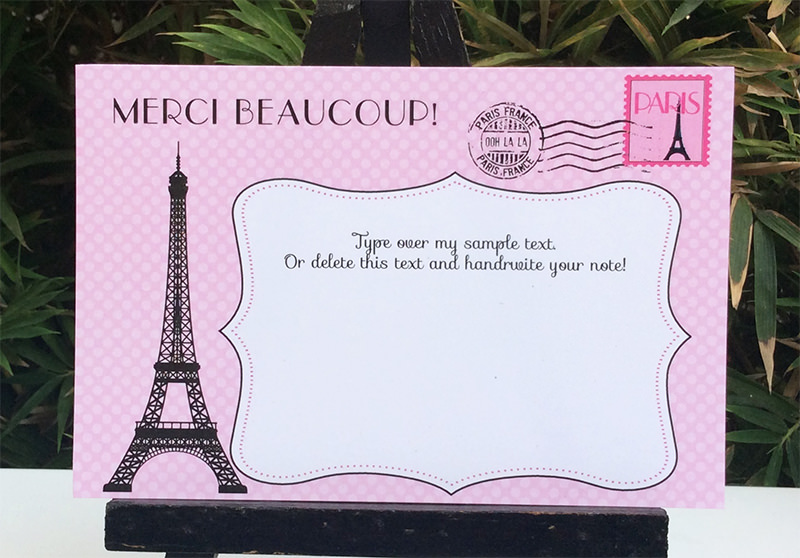 MERCI BEAUCOUP!
PARIS FRANCE
OOH LA LA
PARIS.FRANCE
PARIS
Type over my sample text.
Or delete this text and handrwite your note!